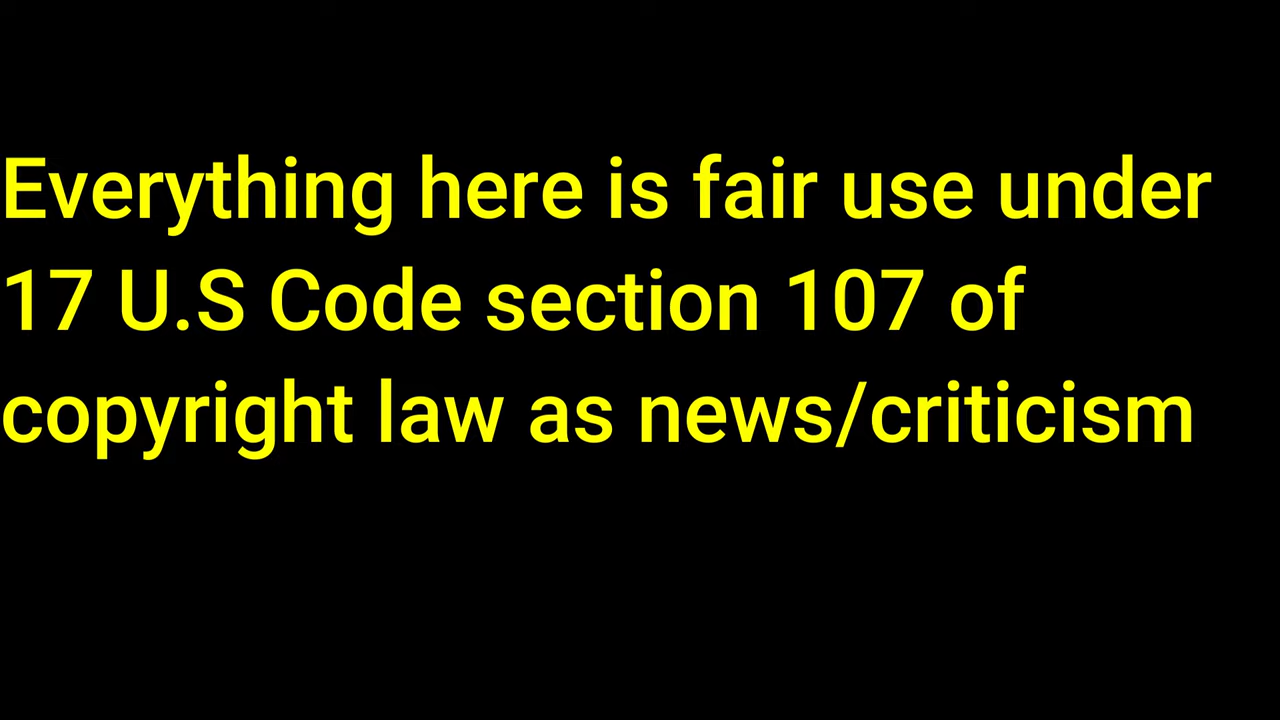 Everything here is fair use under
17 U.S Code section 107 of
copyright law as news/criticism